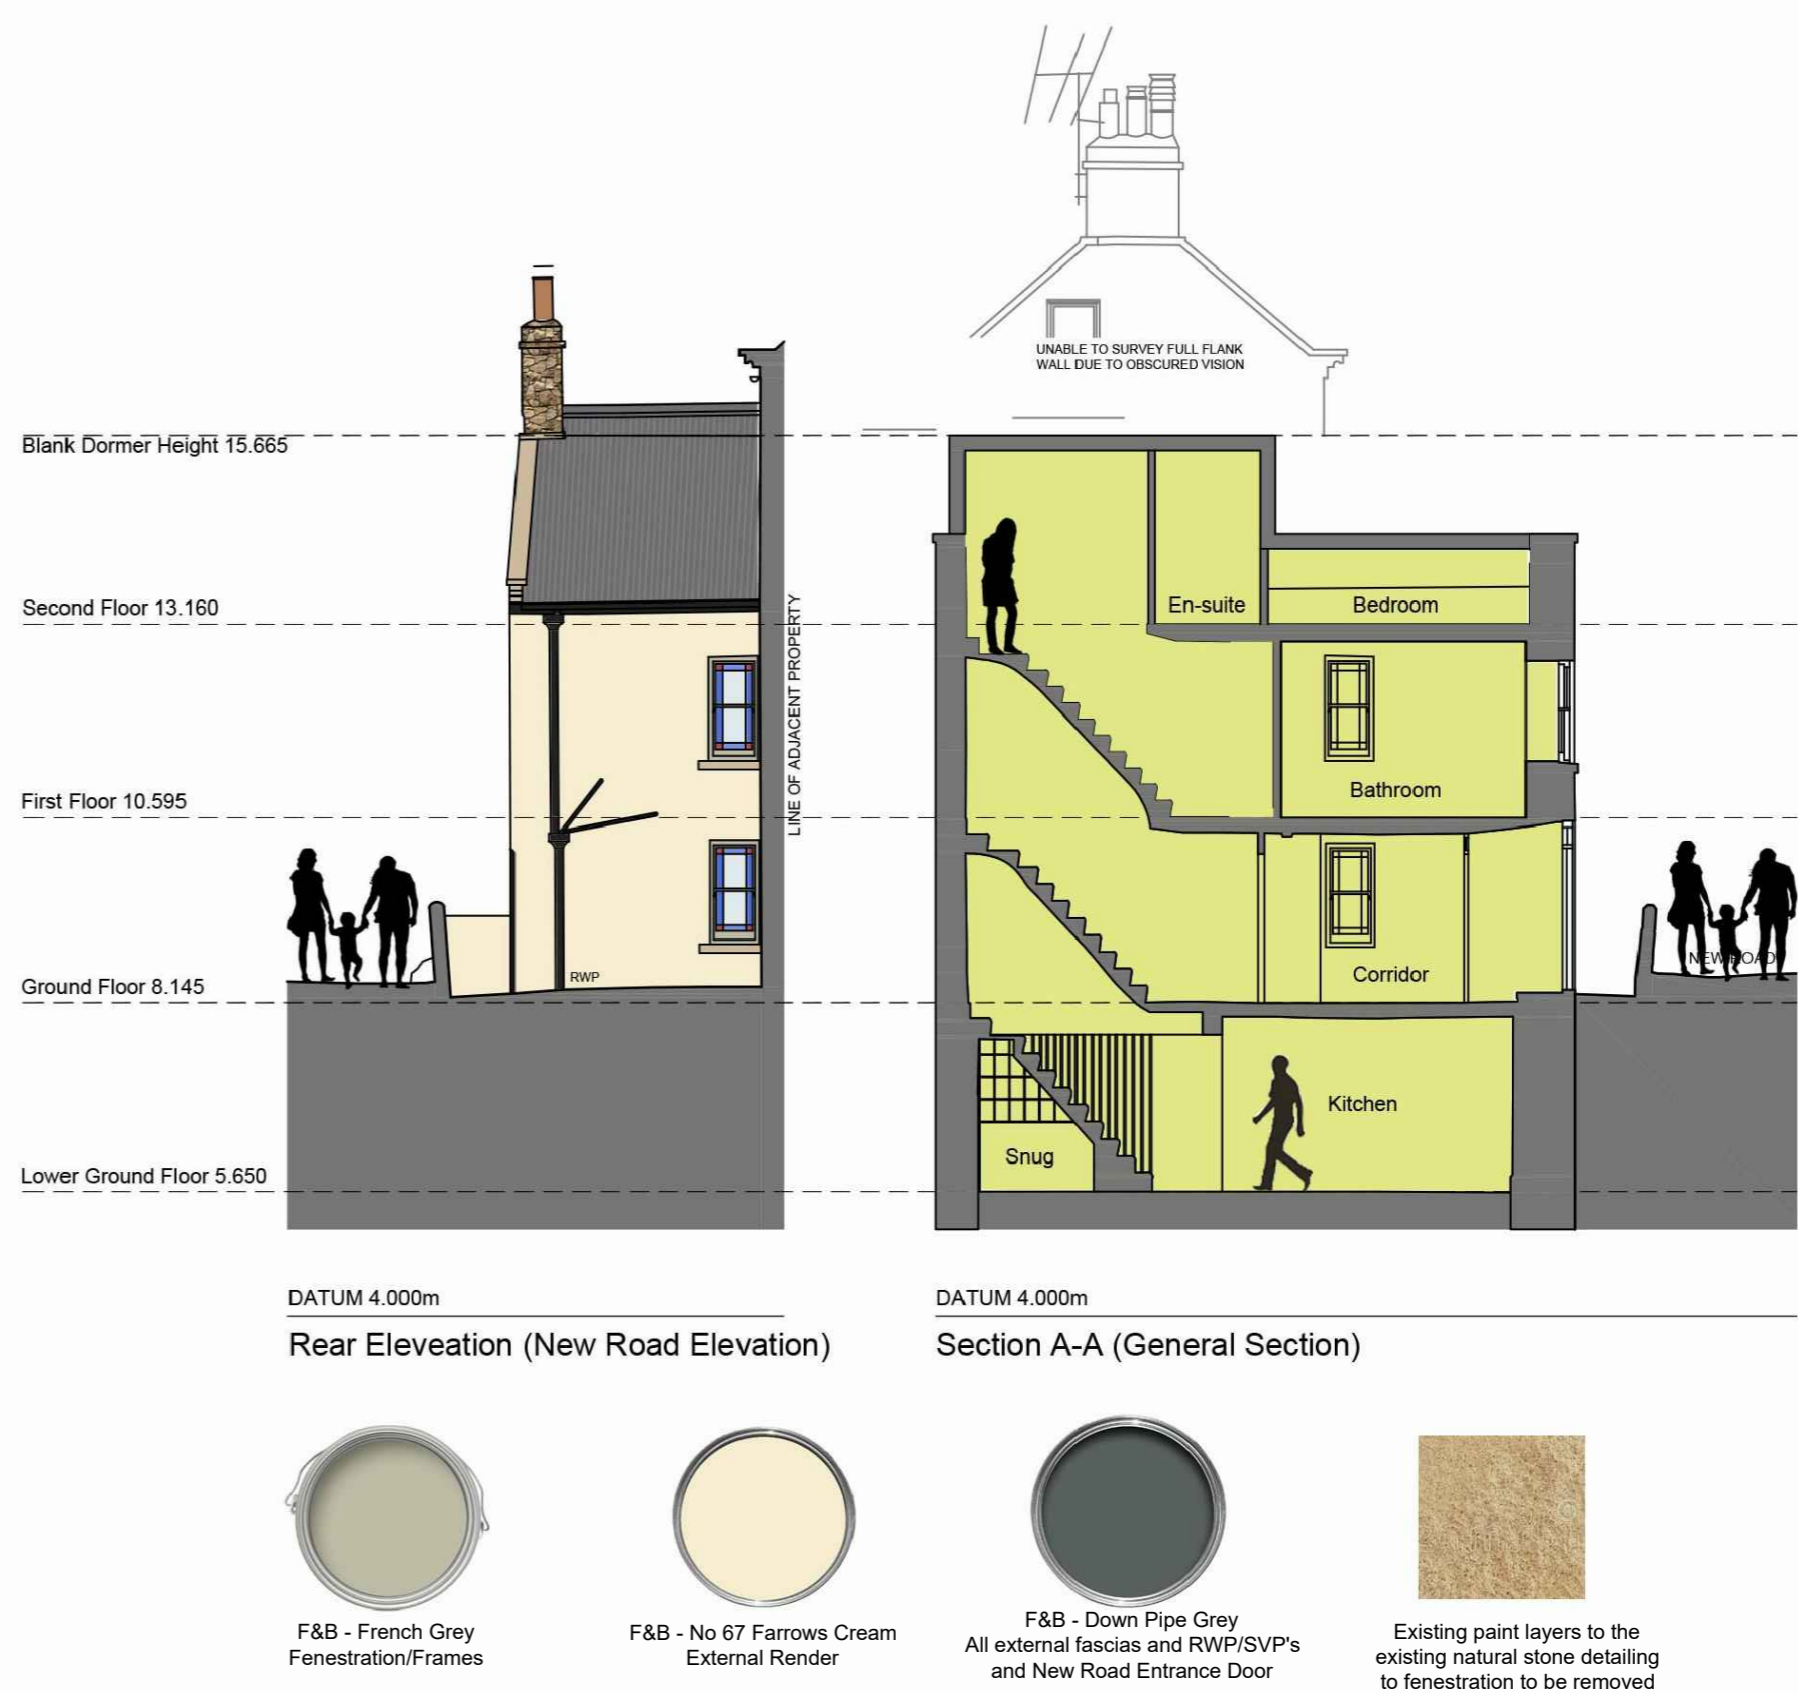 UNABLE TO SURVEY FULL FLANK
WALL DUE TO OBSCURED VISION
Blank Dormer Height 15.665
Second Floor 13.160
First Floor 10.595
Ground Floor 8.145
Lower Ground Floor 5.650
RWP
LINE OF ADJACENT PROPERTY
En-suite
Bedroom
Bathroom
Corridor
Kitchen
Snug
NEW ROAD
DATUM 4.000m
Rear Eleveation (New Road Elevation)
DATUM 4.000m
Section A-A (General Section)
F&B - French Grey
Fenestration/Frames
F&B - No 67 Farrows Cream
External Render
F&B - Down Pipe Grey
All external fascias and RWP/SVP's
and New Road Entrance Door
Existing paint layers to the
existing natural stone detailing
to fenestration to be removed